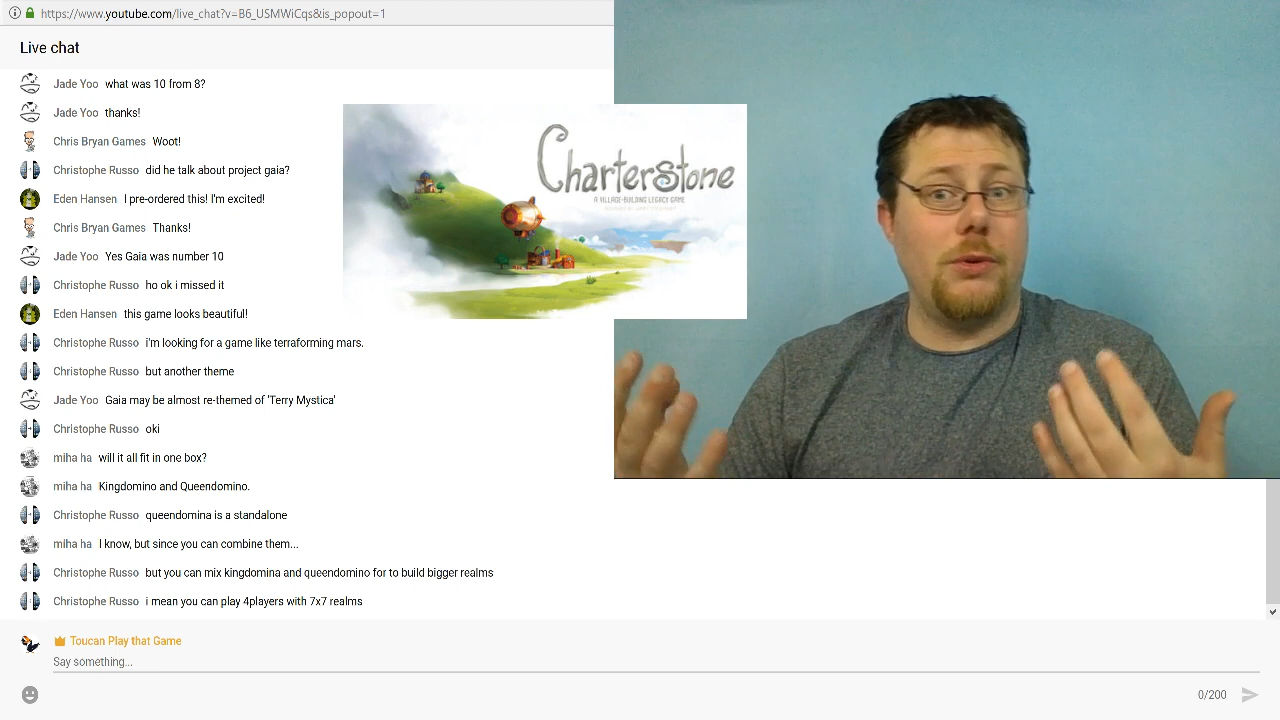 https://www.youtube.com/live_chat?v=B6_USMWiCqs&is_popout=1
Live chat
Jade Yoo what was 10 from 8?
Jade Yoo thanks!
Chris Bryan Games Woot!
Christophe Russo did he talk about project gaia?
Eden Hansen I pre-ordered this! I'm excited!
Chris Bryan Games Thanks!
Jade Yoo Yes Gaia was number 10
Christophe Russo ho ok i missed it
Eden Hansen this game looks beautiful!
Christophe Russo i'm looking for a game like terraforming mars.
Christophe Russo but another theme
Jade Yoo Gaia may be almost re-themed of 'Terry Mystica'
Christophe Russo oki
miha ha will it all fit in one box?
miha ha Kingdomino and Queendomino.
Christophe Russo queendomina is a standalone
miha ha I know, but since you can combine them...
Christophe Russo but you can mix kingdomina and queendomino for to build bigger realms
Christophe Russo i mean you can play 4players with 7x7 realms
Toucan Play that Game
Say something...
0/200
Charterstone
A VILLAGE-BUILDING LEGACY GAME